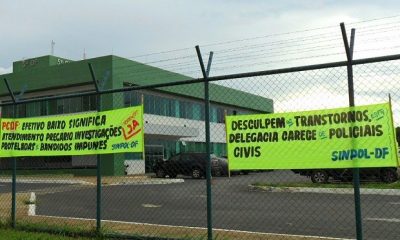 PCDF: EFETIVO BAIXO SIGNIFICA
ATENDIMENTO PRECÁRIO INVESTIGAÇÕES
PROTELADAS E BANDIDOS IMPUNES
SINPOL-DF
DESCULPEM OS TRANSTORNOS, ESTA
DELEGACIA CARECE DE POLICIAIS
CIVIS
SINPOL-DF